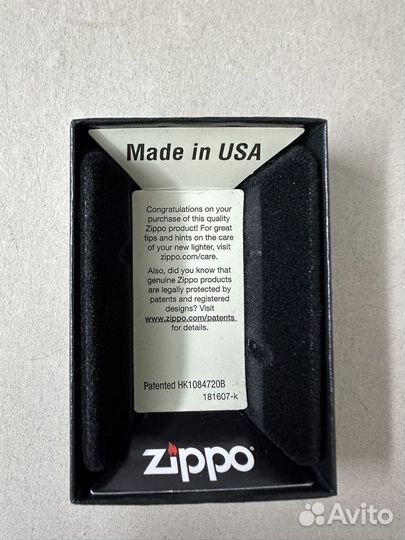 Made in USA
Congratulations on your
purchase of this quality
Zippo product! For great
tips and hints on the care
of your new lighter, visit
zippo.com/care.
Also, did you know that
genuine Zippo products
are legally protected by
patents and registered
designs? Visit
www.zippo.com/patents
for details.
Patented HK1084720B
181607-k
zippo
Avito